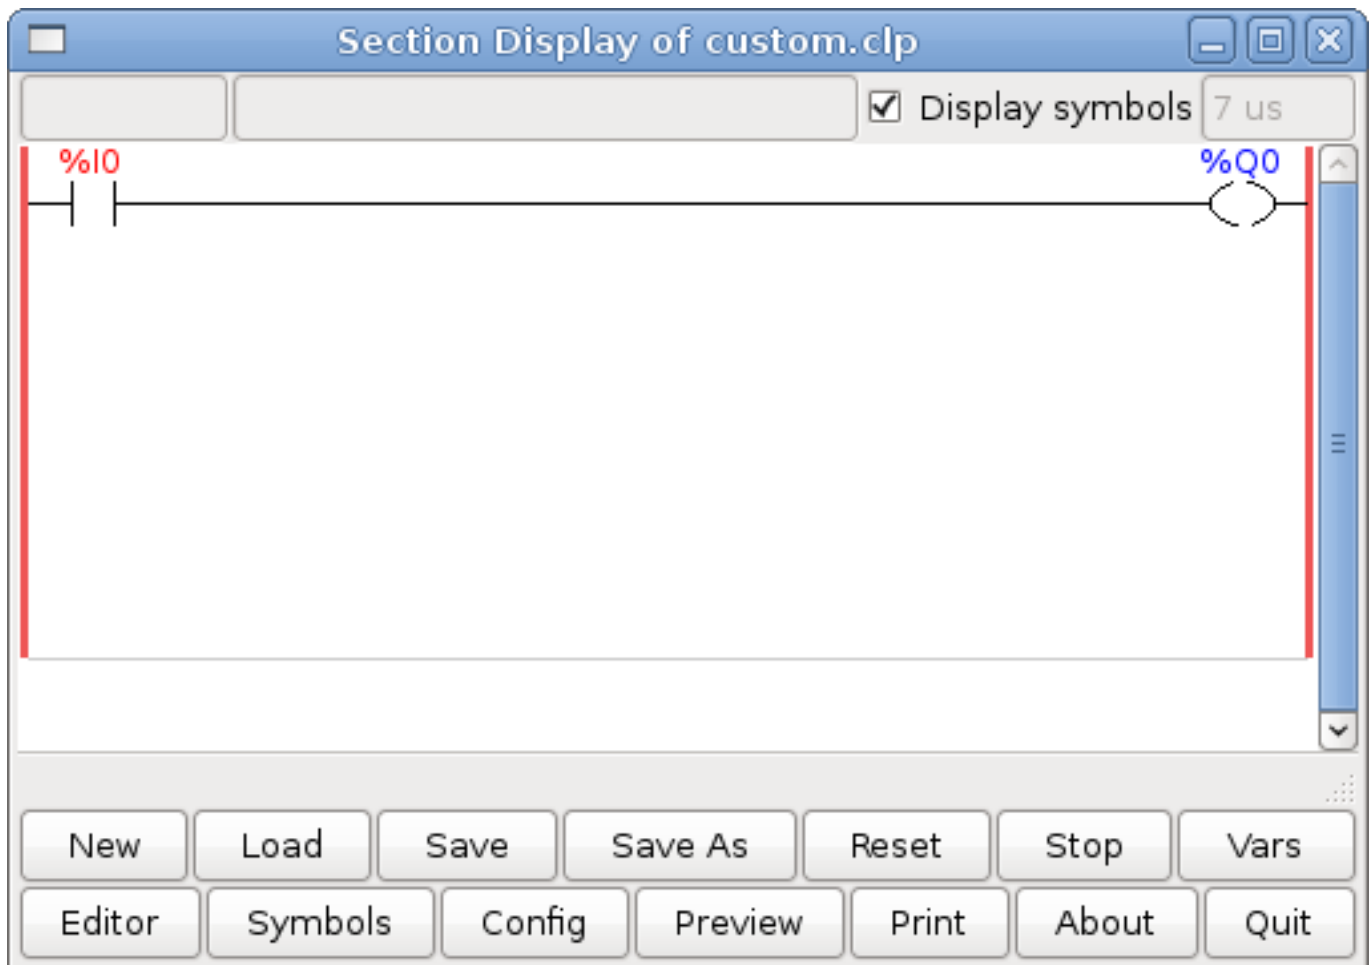 Section Display of custom.clp
Display symbols 7 us
%I0 %Q0
New Load Save Save As Reset Stop Vars
Editor Symbols Config Preview Print About Quit